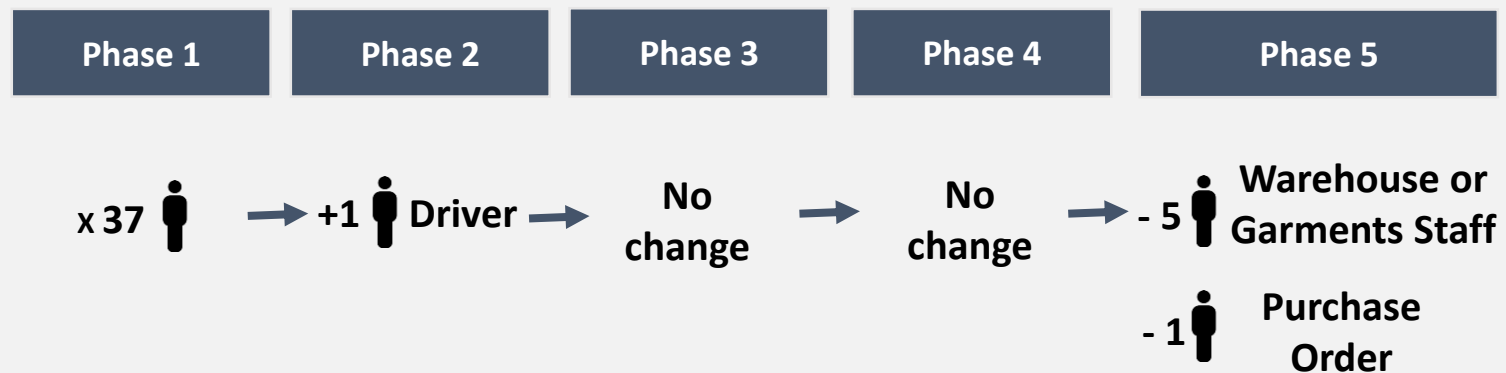 Phase 1
Phase 2
Phase 3
Phase 4
Phase 5
x 37
+1 Driver
No
change
No
change
- 5 Warehouse or
Garments Staff
- 1 Purchase
Order